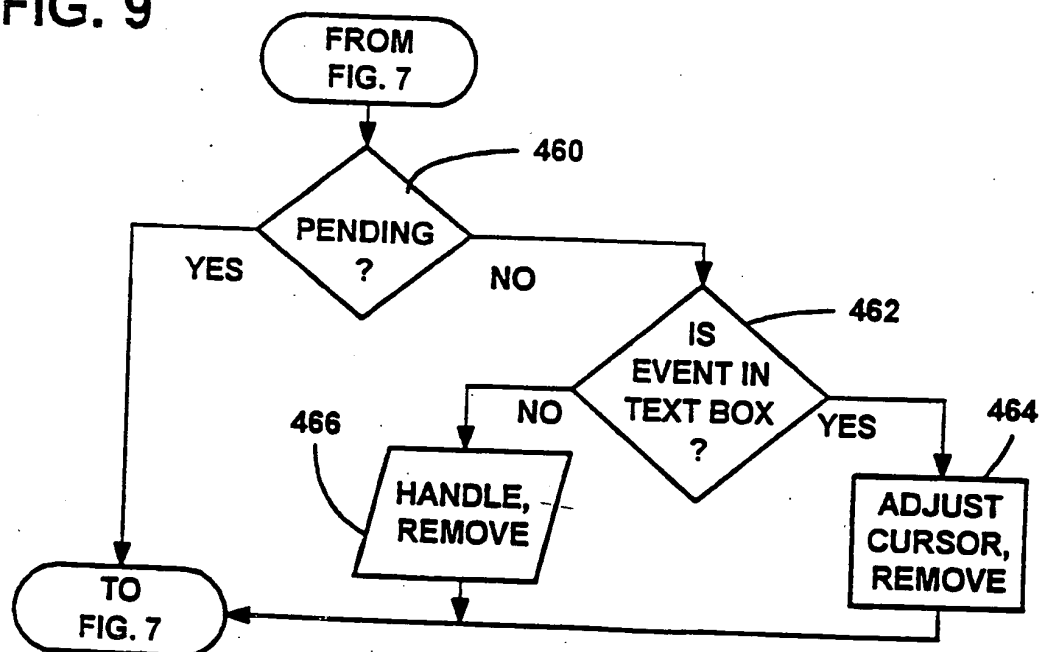 FIG. 9
FROM
FIG. 7
460
PENDING
?
YES
NO
462
IS
EVENT IN
TEXT BOX
?
NO
YES
464
466
HANDLE,
REMOVE
ADJUST
CURSOR,
REMOVE
TO
FIG. 7